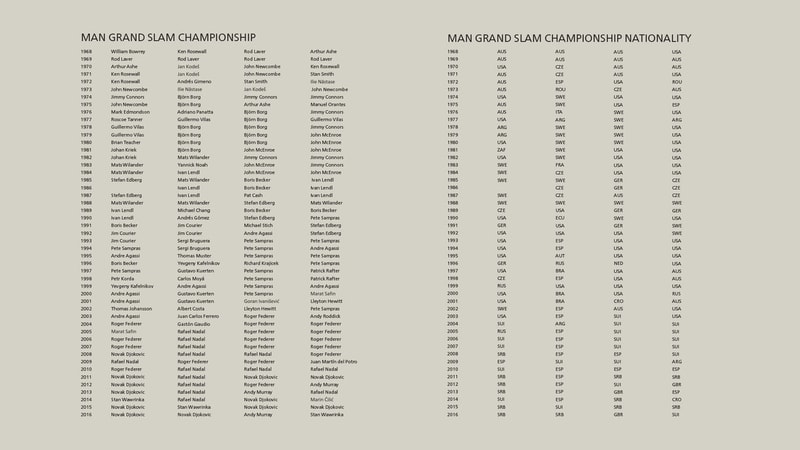 MAN GRAND SLAM CHAMPIONSHIP
1968 William Bowrey Ken Rosewall Rod Laver Arthur Ashe
1969 Rod Laver Rod Laver Rod Laver Rod Laver
1970 Arthur Ashe Jan Kodeš John Newcombe Ken Rosewall
1971 Ken Rosewall Jan Kodeš John Newcombe Stan Smith
1972 Ken Rosewall Andrés Gimeno Stan Smith Ilie Năstase
1973 John Newcombe Ilie Năstase Jan Kodeš John Newcombe
1974 Jimmy Connors Björn Borg Jimmy Connors Jimmy Connors
1975 John Newcombe Björn Borg Arthur Ashe Manuel Orantes
1976 Mark Edmondson Adriano Panatta Björn Borg Jimmy Connors
1977 Roscoe Tanner Guillermo Vilas Björn Borg Guillermo Vilas
1978 Guillermo Vilas Björn Borg Björn Borg Jimmy Connors
1979 Guillermo Vilas Björn Borg Björn Borg John McEnroe
1980 Brian Teacher Björn Borg Björn Borg John McEnroe
1981 Johan Kriek Björn Borg John McEnroe John McEnroe
1982 Johan Kriek Mats Wilander Jimmy Connors Jimmy Connors
1983 Mats Wilander Yannick Noah John McEnroe Jimmy Connors
1984 Mats Wilander Ivan Lendl John McEnroe John McEnroe
1985 Stefan Edberg Mats Wilander Boris Becker Ivan Lendl
1986 Ivan Lendl Boris Becker Ivan Lendl
1987 Stefan Edberg Ivan Lendl Pat Cash Ivan Lendl
1988 Mats Wilander Mats Wilander Stefan Edberg Mats Wilander
1989 Ivan Lendl Michael Chang Boris Becker Boris Becker
1990 Ivan Lendl Andrés Gómez Stefan Edberg Pete Sampras
1991 Boris Becker Jim Courier Michael Stich Stefan Edberg
1992 Jim Courier Jim Courier Andre Agassi Stefan Edberg
1993 Jim Courier Sergi Bruguera Pete Sampras Pete Sampras
1994 Pete Sampras Sergi Bruguera Pete Sampras Andre Agassi
1995 Andre Agassi Thomas Muster Pete Sampras Pete Sampras
1996 Boris Becker Yevgeny Kafelnikov Richard Krajicek Pete Sampras
1997 Pete Sampras Gustavo Kuerten Pete Sampras Patrick Rafter
1998 Petr Korda Carlos Moyá Pete Sampras Patrick Rafter
1999 Yevgeny Kafelnikov Andre Agassi Pete Sampras Andre Agassi
2000 Andre Agassi Gustavo Kuerten Pete Sampras Marat Safin
2001 Andre Agassi Gustavo Kuerten Goran Ivanišević Lleyton Hewitt
2002 Thomas Johansson Albert Costa Lleyton Hewitt Pete Sampras
2003 Andre Agassi Juan Carlos Ferrero Roger Federer Andy Roddick
2004 Roger Federer Gastón Gaudio Roger Federer Roger Federer
2005 Marat Safin Rafael Nadal Roger Federer Roger Federer
2006 Roger Federer Rafael Nadal Roger Federer Roger Federer
2007 Roger Federer Rafael Nadal Roger Federer Roger Federer
2008 Novak Djokovic Rafael Nadal Rafael Nadal Roger Federer
2009 Rafael Nadal Roger Federer Roger Federer Juan Martín del Potro
2010 Roger Federer Rafael Nadal Rafael Nadal Rafael Nadal
2011 Novak Djokovic Rafael Nadal Novak Djokovic Novak Djokovic
2012 Novak Djokovic Rafael Nadal Roger Federer Andy Murray
2013 Novak Djokovic Rafael Nadal Andy Murray Rafael Nadal
2014 Stan Wawrinka Rafael Nadal Novak Djokovic Marin Čilić
2015 Novak Djokovic Stan Wawrinka Novak Djokovic Novak Djokovic
2016 Novak Djokovic Novak Djokovic Andy Murray Stan Wawrinka
MAN GRAND SLAM CHAMPIONSHIP NATIONALITY
1968 AUS AUS AUS USA
1969 AUS AUS AUS AUS
1970 USA CZE AUS AUS
1971 AUS CZE AUS USA
1972 AUS ESP USA ROU
1973 AUS ROU CZE AUS
1974 USA SWE USA USA
1975 AUS SWE USA ESP
1976 AUS ITA SWE USA
1977 USA ARG SWE ARG
1978 ARG SWE SWE USA
1979 ARG SWE SWE USA
1980 USA SWE SWE USA
1981 ZAF SWE USA USA
1982 USA SWE USA USA
1983 SWE FRA USA USA
1984 SWE CZE USA USA
1985 SWE SWE GER CZE
1986 CZE GER CZE
1987 SWE CZE AUS CZE
1988 SWE SWE SWE SWE
1989 CZE USA GER GER
1990 USA ECU SWE USA
1991 GER USA GER SWE
1992 USA USA USA SWE
1993 USA ESP USA USA
1994 USA ESP USA USA
1995 USA AUT USA USA
1996 GER RUS NED USA
1997 USA BRA USA AUS
1998 CZE ESP USA AUS
1999 RUS USA USA USA
2000 USA BRA USA RUS
2001 USA BRA CRO AUS
2002 SWE ESP AUS USA
2003 USA ESP SUI USA
2004 SUI ARG SUI SUI
2005 RUS ESP SUI SUI
2006 SUI ESP SUI SUI
2007 SUI ESP SUI SUI
2008 SRB ESP ESP SUI
2009 ESP SUI SUI ARG
2010 SUI ESP ESP ESP
2011 SRB ESP SRB SRB
2012 SRB ESP SUI GBR
2013 SRB ESP GBR ESP
2014 SUI ESP SRB CRO
2015 SRB SUI SRB SRB
2016 SRB SRB GBR SUI